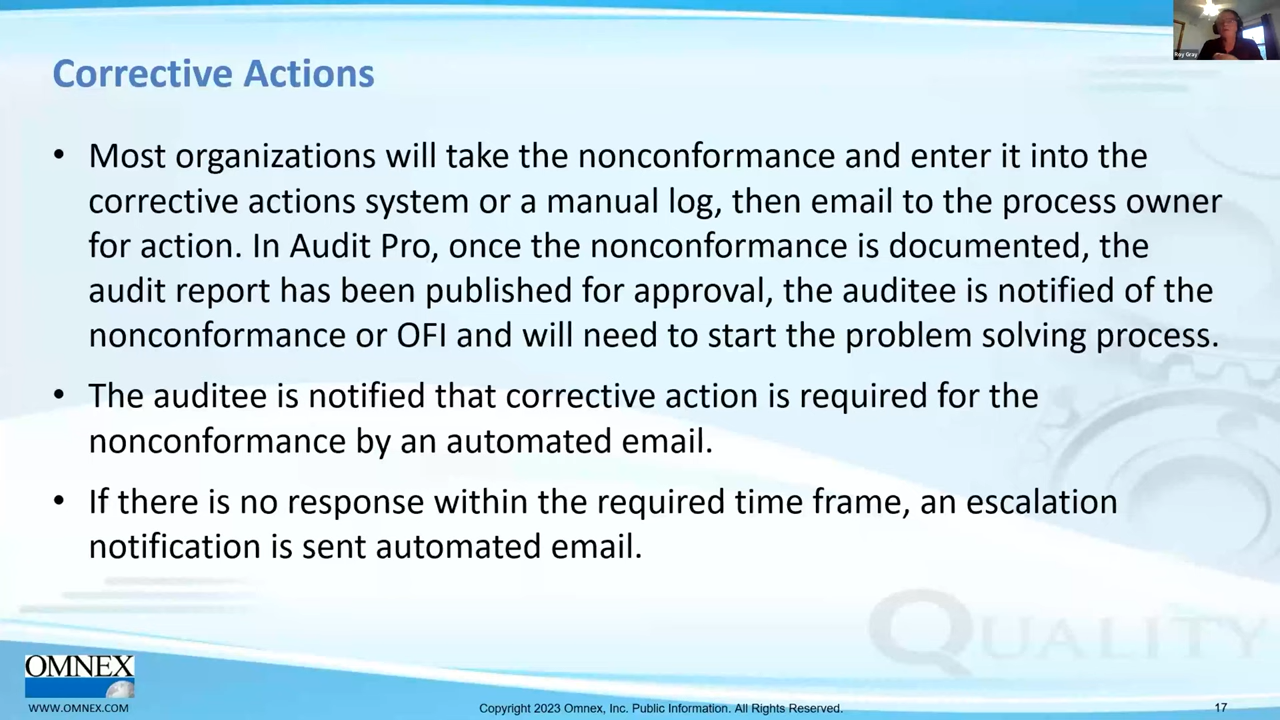 Roy Gray
Corrective Actions
• Most organizations will take the nonconformance and enter it into the
corrective actions system or a manual log, then email to the process owner
for action. In Audit Pro, once the nonconformance is documented, the
audit report has been published for approval, the auditee is notified of the
nonconformance or OFI and will need to start the problem solving process.
• The auditee is notified that corrective action is required for the
nonconformance by an automated email.
• If there is no response within the required time frame, an escalation
notification is sent automated email.
QUALITY
OMNEX
WWW.OMNEX.COM
Copyright 2023 Omnex, Inc. Public Information. All Rights Reserved.
17